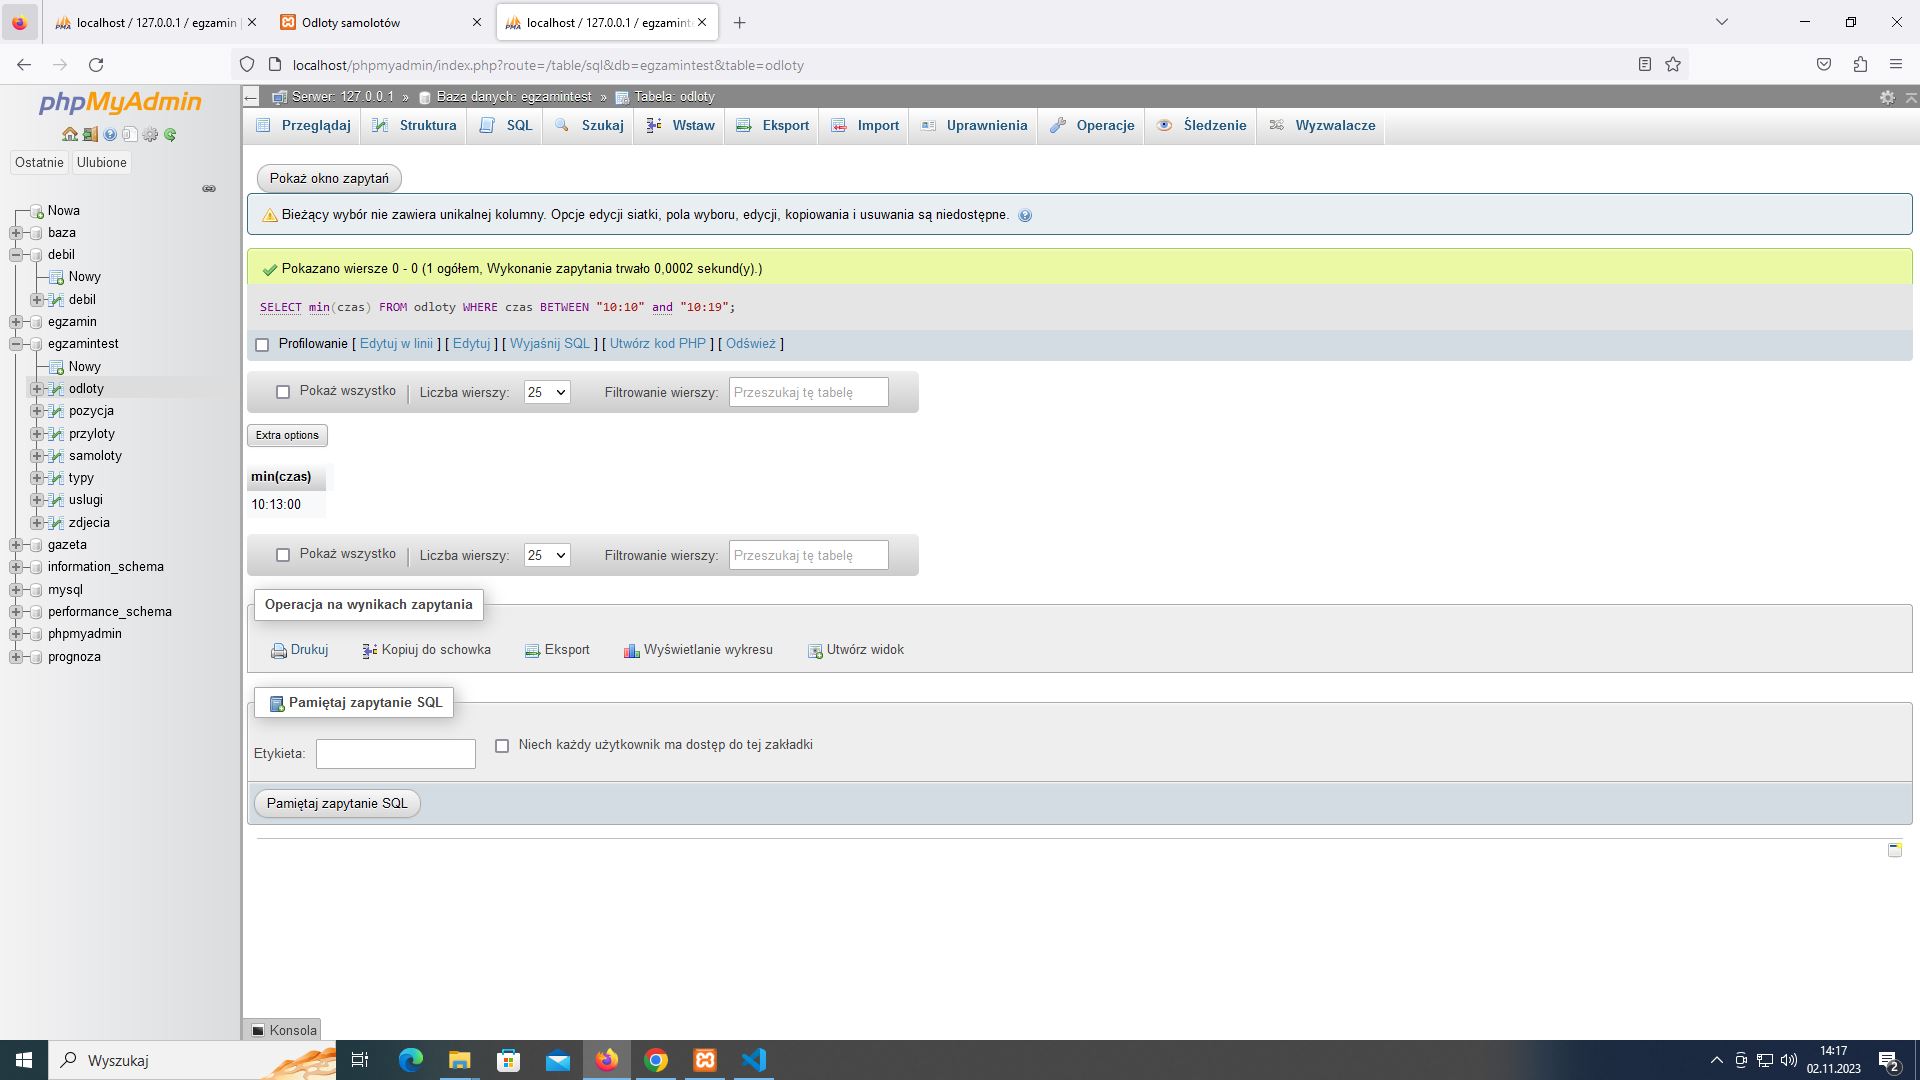 localhost / 127.0.0.1 / egzamin
Odloty samolotów
localhost / 127.0.0.1 / egzaminte
localhost/phpmyadmin/index.php?route=/table/sql&db=egzamintest&table=odloty
phpMyAdmin
Ostatnie
Ulubione
Nowa
baza
debil
Nowy
debil
egzamin
egzamintest
Nowy
odloty
pozycja
przyloty
samoloty
typy
uslugi
zdjecia
gazeta
information_schema
mysql
performance_schema
phpmyadmin
prognoza
Serwer: 127.0.0.1 » Baza danych: egzamintest » Tabela: odloty
Przeglądaj Struktura SQL Szukaj Wstaw Eksport Import Uprawnienia Operacje Śledzenie Wyzwalacze
Pokaż okno zapytań
Bieżący wybór nie zawiera unikalnej kolumny. Opcje edycji siatki, pola wyboru, edycji, kopiowania i usuwania są niedostępne.
Pokazano wiersze 0 - 0 (1 ogółem, Wykonanie zapytania trwało 0,0002 sekund(y).)
SELECT min(czas) FROM odloty WHERE czas BETWEEN "10:10" and "10:19";
Profilowanie [ Edytuj w linii ] [ Edytuj ] [ Wyjaśnij SQL ] [ Utwórz kod PHP ] [ Odśwież ]
Pokaż wszystko | Liczba wierszy: 25 Filtrowanie wierszy: Przeszukaj tę tabelę
Extra options
min(czas)
10:13:00
Pokaż wszystko | Liczba wierszy: 25 Filtrowanie wierszy: Przeszukaj tę tabelę
Operacja na wynikach zapytania
Drukuj Kopiuj do schowka Eksport Wyświetlanie wykresu Utwórz widok
Pamiętaj zapytanie SQL
Etykieta: Niech każdy użytkownik ma dostęp do tej zakładki
Pamiętaj zapytanie SQL
Konsola
Wyszukaj
14:17
02.11.2023
2